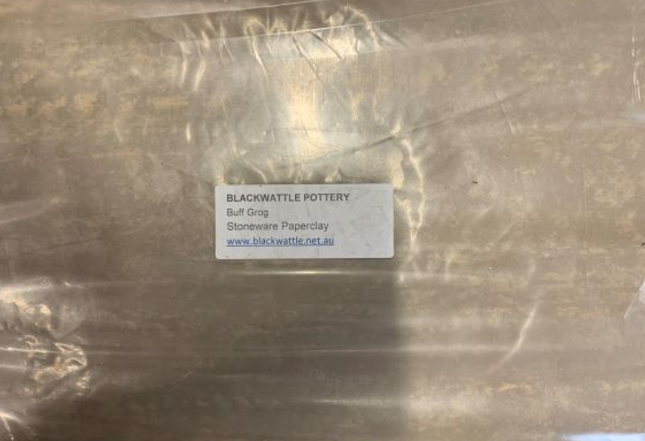 BLACKWATTLE POTTERY
Buff Grog
Stoneware Paperclay
www.blackwattle.net.au